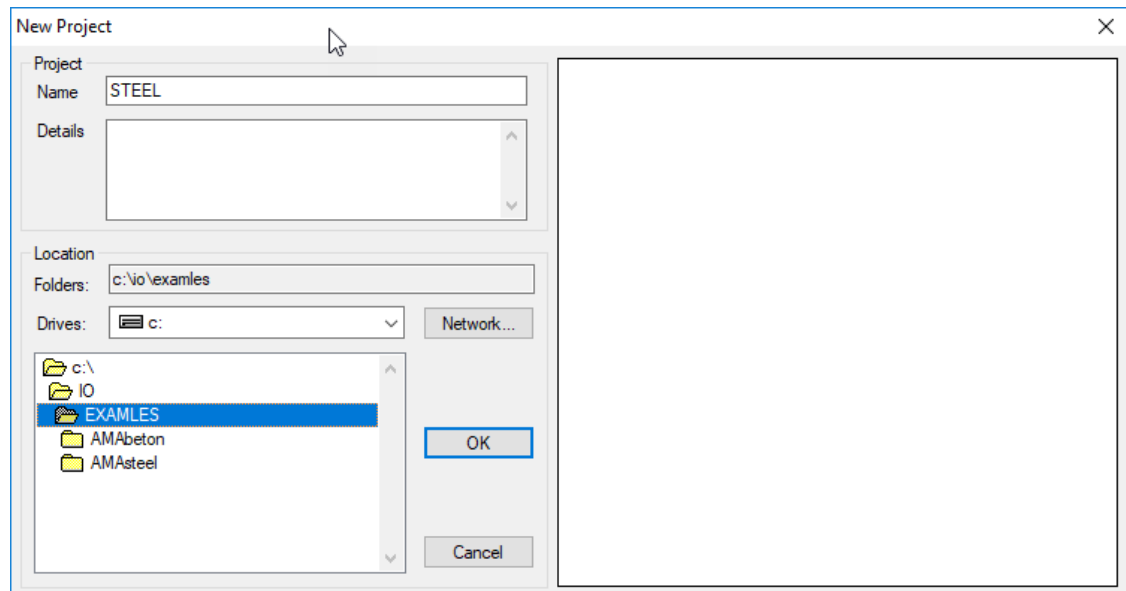 New Project
Project
Name STEEL
Details
Location
Folders: c:\io\examles
Drives: c: Network...
c:\
IO
EXAMLES
AMAbeton
AMAsteel
OK
Cancel